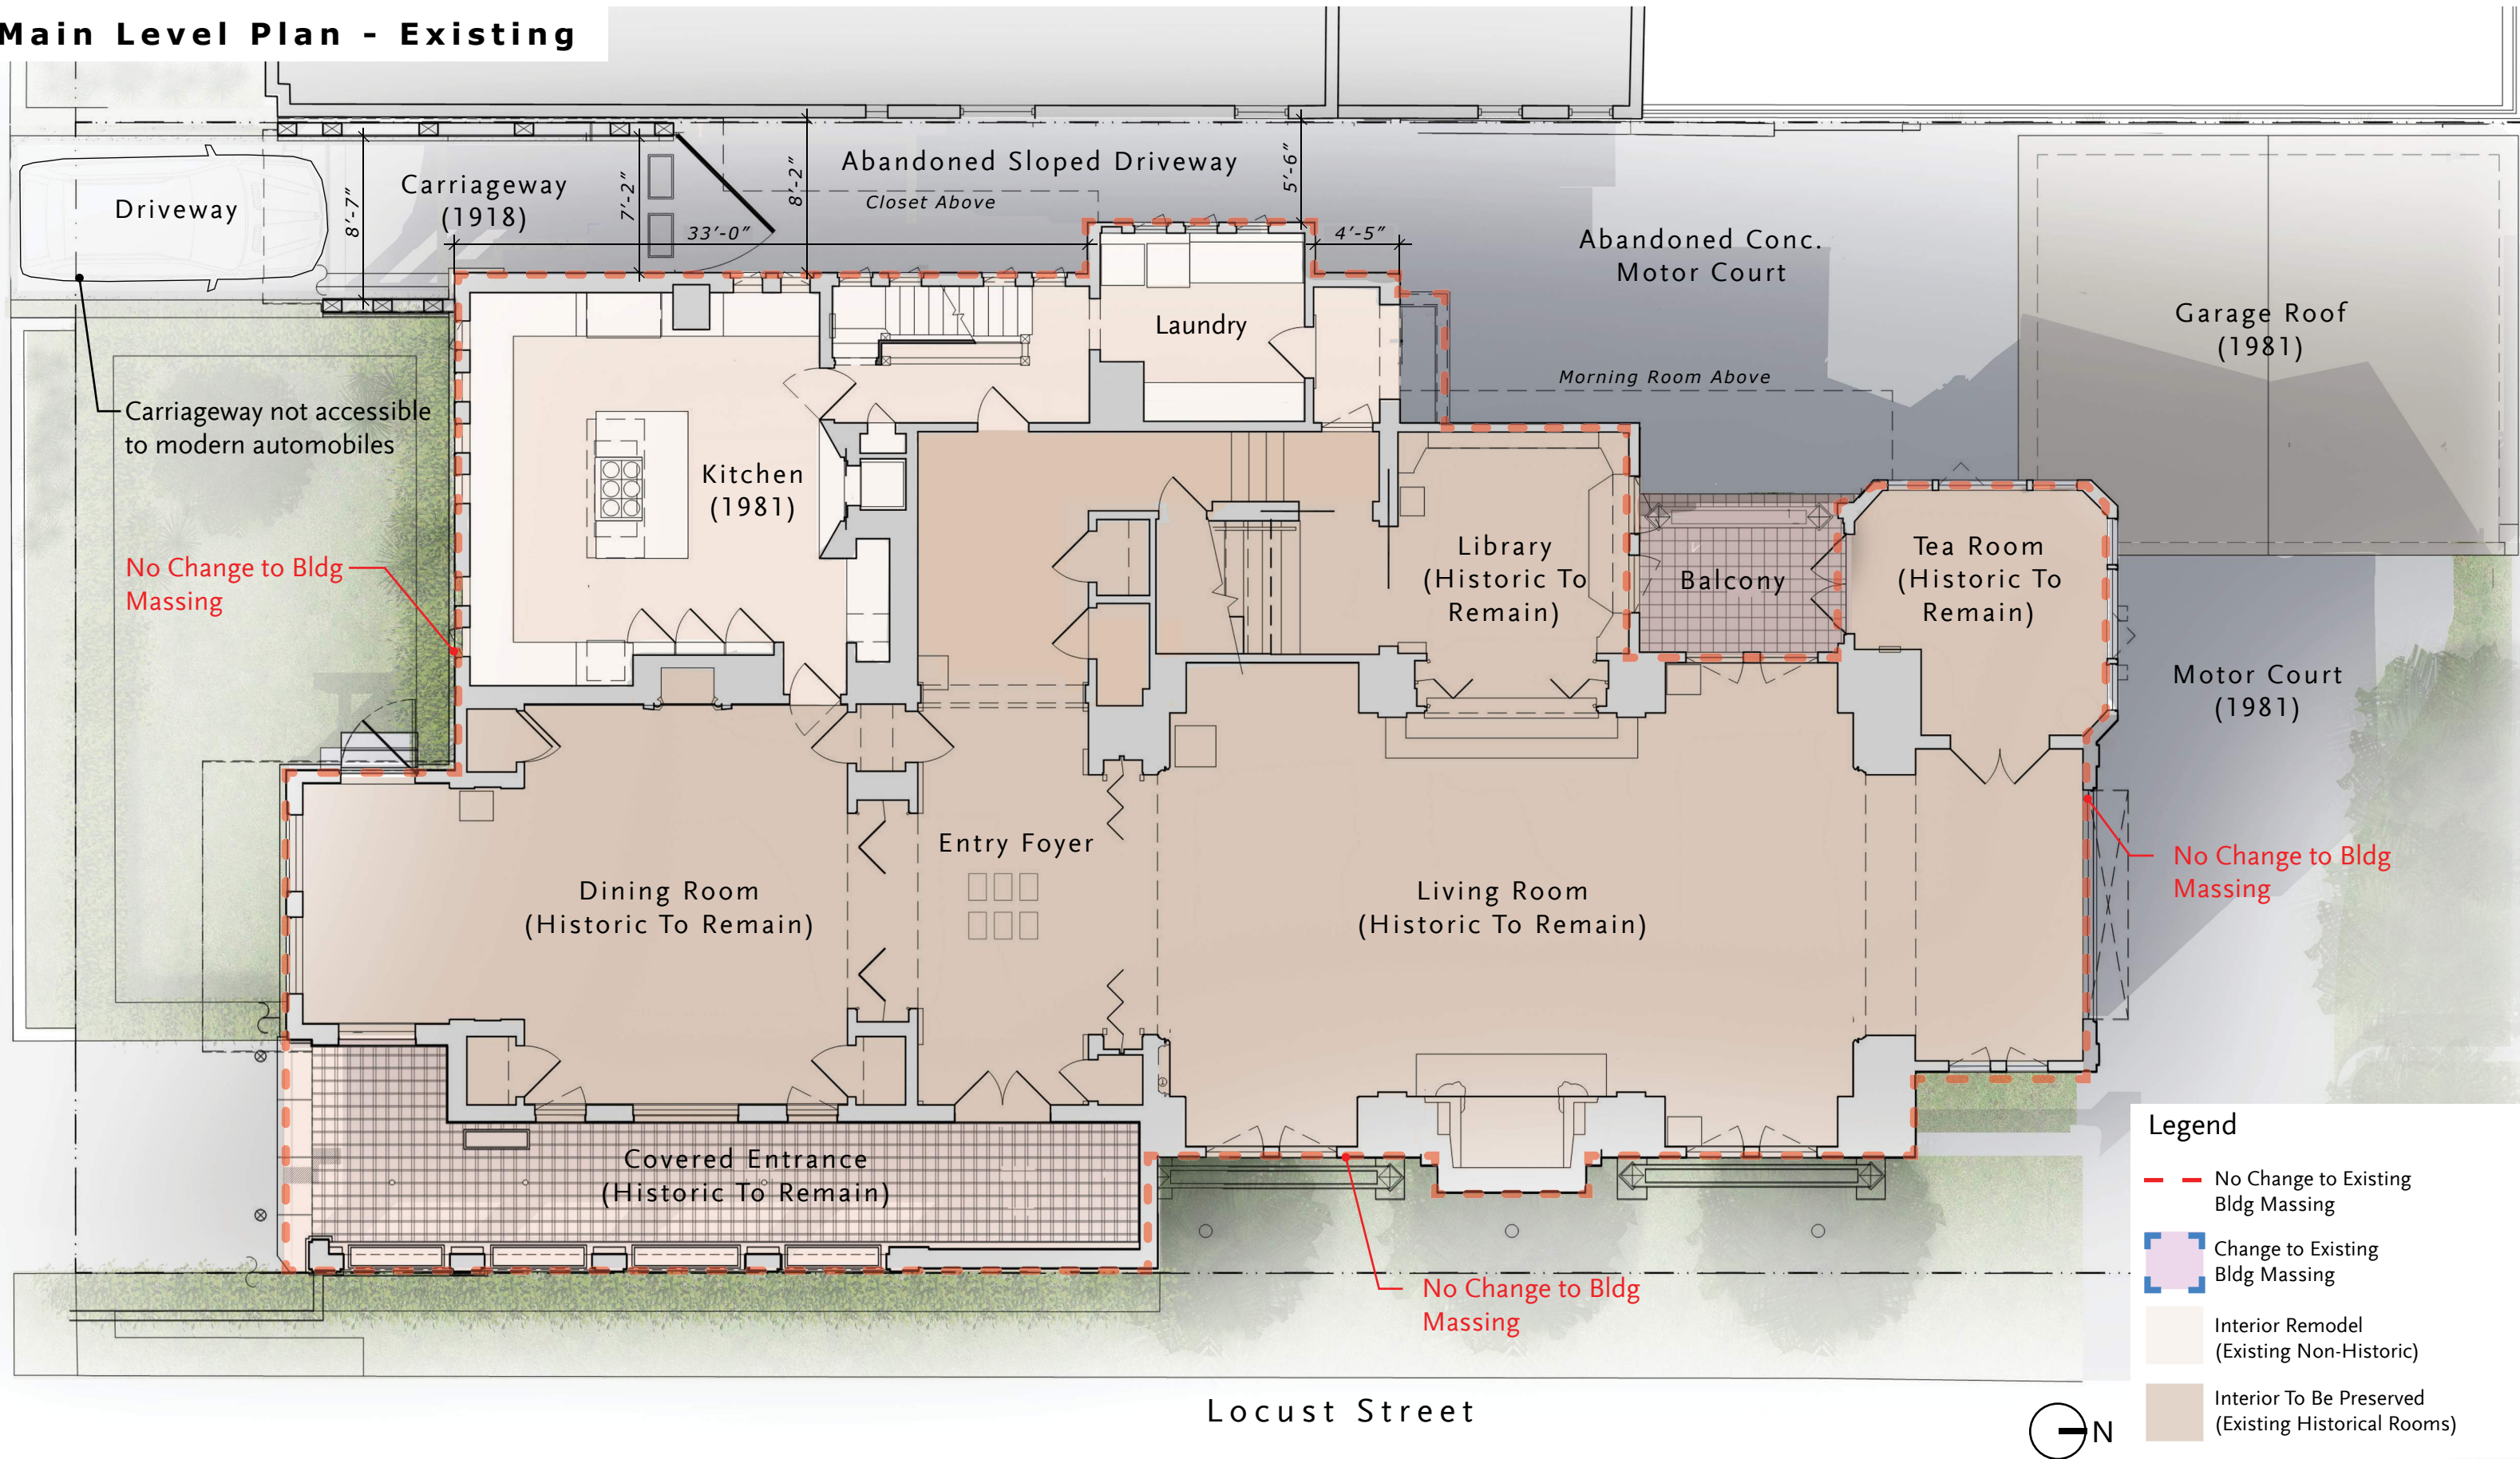 Main Level Plan - Existing
Driveway
8'-7"
Carriageway
(1918)
7'-2"
33'-0"
8'-2"
Abandoned Sloped Driveway
Closet Above
5'-6"
4'-5"
Abandoned Conc.
Motor Court
Garage Roof
(1981)
Laundry
Morning Room Above
Carriageway not accessible
to modern automobiles
Kitchen
(1981)
No Change to Bldg
Massing
Library
(Historic To
Remain)
Balcony
Tea Room
(Historic To
Remain)
Motor Court
(1981)
Entry Foyer
Dining Room
(Historic To Remain)
Living Room
(Historic To Remain)
No Change to Bldg
Massing
Covered Entrance
(Historic To Remain)
No Change to Bldg
Massing
Locust Street
N
Legend
No Change to Existing
Bldg Massing
Change to Existing
Bldg Massing
Interior Remodel
(Existing Non-Historic)
Interior To Be Preserved
(Existing Historical Rooms)